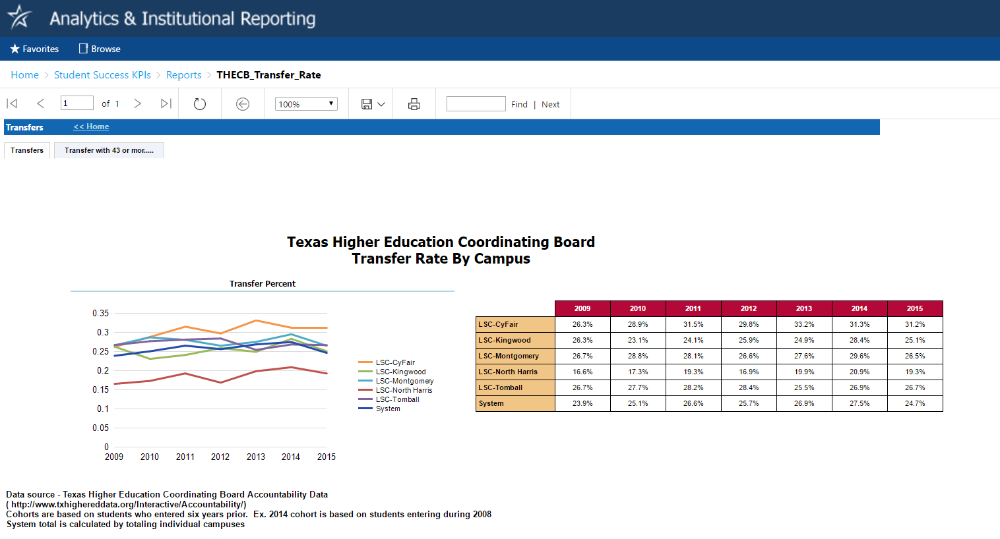 Analytics & Institutional Reporting
Favorites Browse
Home > Student Success KPIs > Reports > THECB_Transfer_Rate
1 of 1 100% Find | Next
Transfers << Home
Transfers Transfer with 43 or mor.....
Texas Higher Education Coordinating Board
Transfer Rate By Campus
Transfer Percent
0.35
0.3
0.25
0.2
0.15
0.1
0.05
0
2009 2010 2011 2012 2013 2014 2015
LSC-CyFair
LSC-Kingwood
LSC-Montgomery
LSC-North Harris
LSC-Tomball
System
2009 2010 2011 2012 2013 2014 2015
LSC-CyFair 26.3% 28.9% 31.5% 29.8% 33.2% 31.3% 31.2%
LSC-Kingwood 26.3% 23.1% 24.1% 25.9% 24.9% 28.4% 25.1%
LSC-Montgomery 26.7% 28.8% 28.1% 26.6% 27.6% 29.6% 26.5%
LSC-North Harris 16.6% 17.3% 19.3% 16.9% 19.9% 20.9% 19.3%
LSC-Tomball 26.7% 27.7% 28.2% 28.4% 25.5% 26.9% 26.7%
System 23.9% 25.1% 26.6% 25.7% 26.9% 27.5% 24.7%
Data source - Texas Higher Education Coordinating Board Accountability Data
( http://www.txhighereddata.org/Interactive/Accountability/)
Cohorts are based on students who entered six years prior.  Ex. 2014 cohort is based on students entering during 2008
System total is calculated by totaling individual campuses